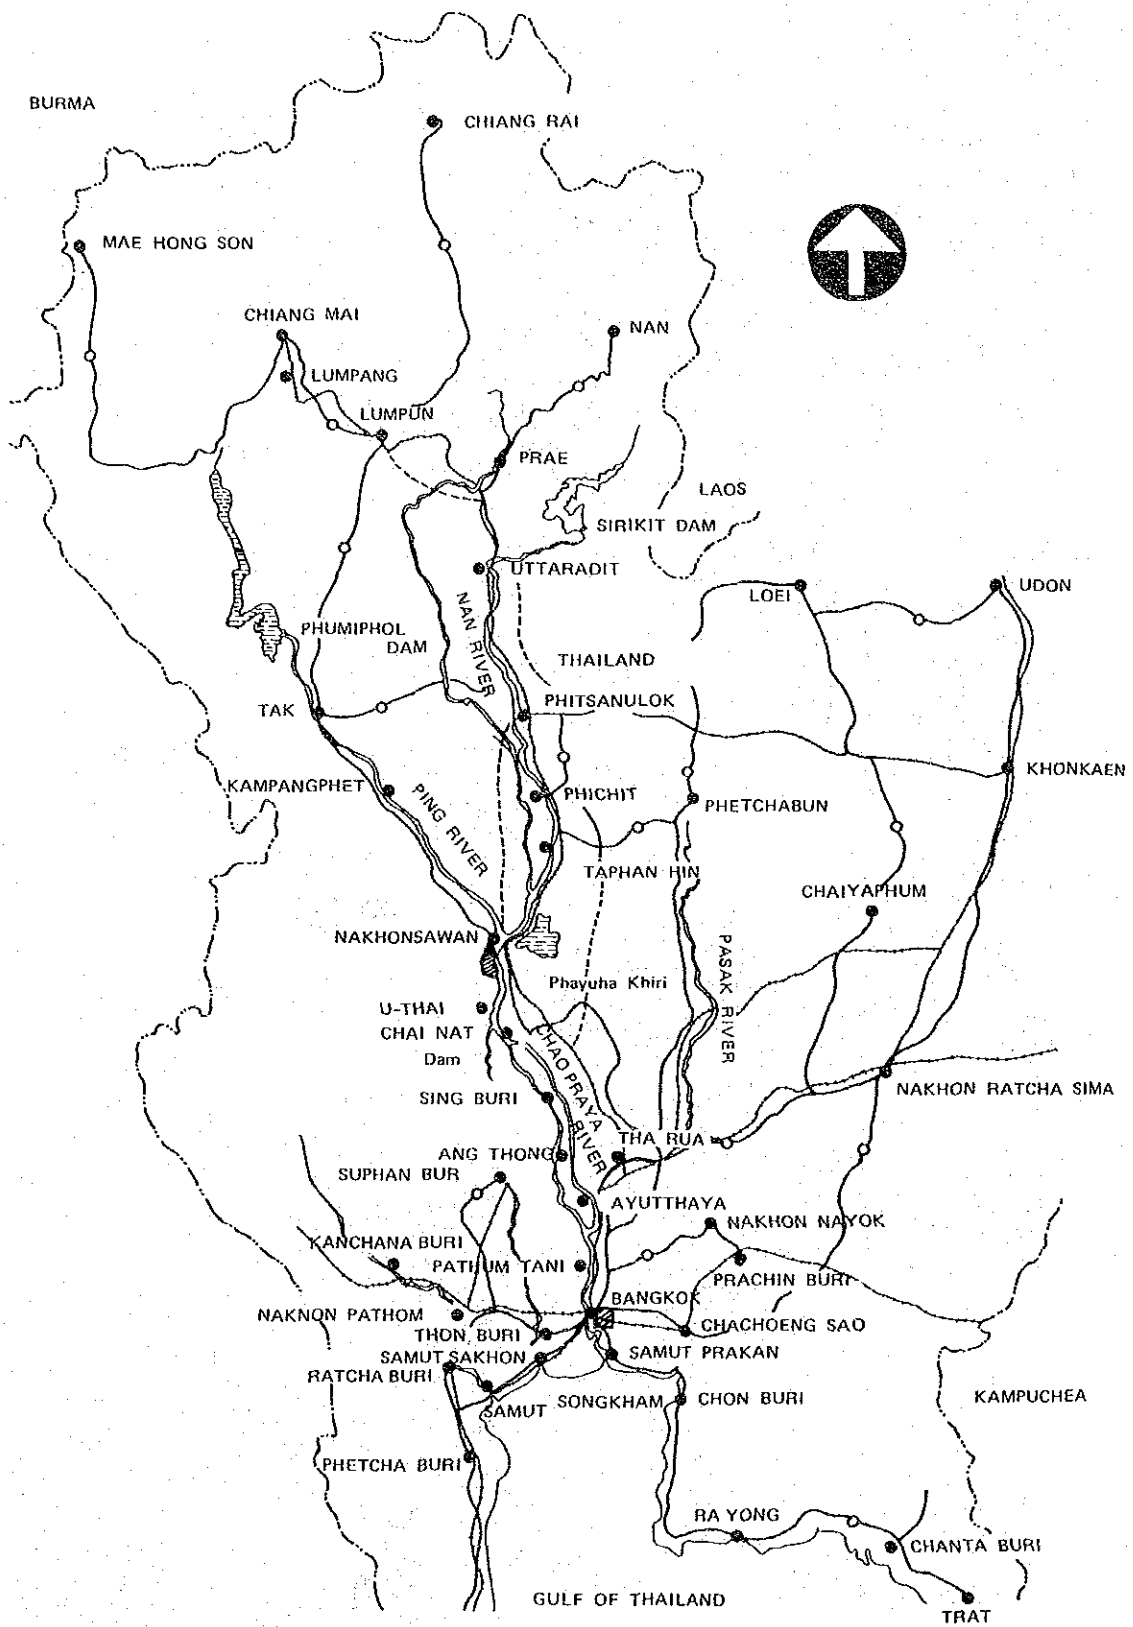 BURMA
CHIANG RAI
MAE HONG SON
CHIANG MAI
NAN
LUMPANG
LUMPUN
PRAE
LAOS
SIRIKIT DAM
UTTARADIT
LOEI
UDON
NAN RIVER
PHUMIPHOL
DAM
THAILAND
PHITSANULOK
TAK
KHONKAEN
KAMPANGPHET
PING RIVER
PHICHIT
PHETCHABUN
TAPHAN HIN
CHAIYAPHUM
NAKHONSAWAN
PASAK RIVER
Phayuha Khiri
U-THAI
CHAI NAT
Dam
CHAO PRAYA
RIVER
SING BURI
NAKHON RATCHA SIMA
THA RUA
ANG THONG
SUPHAN BUR
AYUTTHAYA
NAKHON NAYOK
KANCHANA BURI
PATHUM TANI
PRACHIN BURI
BANGKOK
NAKNON PATHOM
CHACHOENG SAO
THON BURI
SAMUT SAKHON
SAMUT PRAKAN
RATCHA BURI
SAMUT SONGKHAM
CHON BURI
KAMPUCHEA
PHETCHA BURI
RA YONG
CHANTA BURI
GULF OF THAILAND
TRAT